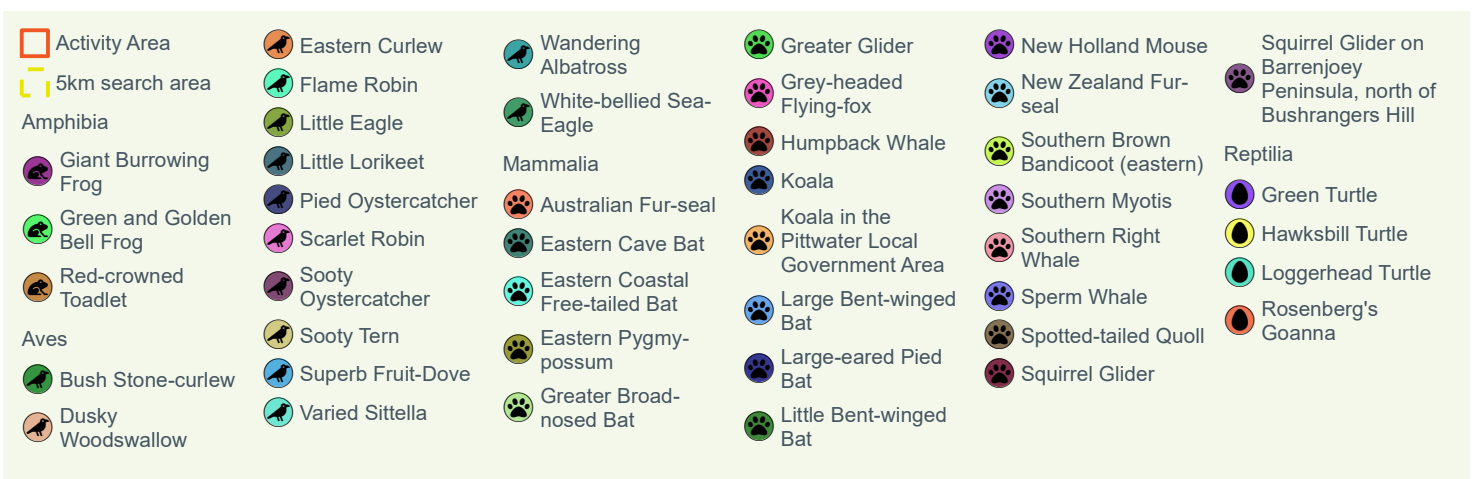 Activity Area
5km search area
Amphibia
Giant Burrowing
Frog
Green and Golden
Bell Frog
Red-crowned
Toadlet
Aves
Bush Stone-curlew
Dusky
Woodswallow
Eastern Curlew
Flame Robin
Little Eagle
Little Lorikeet
Pied Oystercatcher
Scarlet Robin
Sooty
Oystercatcher
Sooty Tern
Superb Fruit-Dove
Varied Sittella
Wandering
Albatross
White-bellied Sea-
Eagle
Mammalia
Australian Fur-seal
Eastern Cave Bat
Eastern Coastal
Free-tailed Bat
Eastern Pygmy-
possum
Greater Broad-
nosed Bat
Greater Glider
Grey-headed
Flying-fox
Humpback Whale
Koala
Koala in the
Pittwater Local
Government Area
Large Bent-winged
Bat
Large-eared Pied
Bat
Little Bent-winged
Bat
New Holland Mouse
New Zealand Fur-
seal
Southern Brown
Bandicoot (eastern)
Southern Myotis
Southern Right
Whale
Sperm Whale
Spotted-tailed Quoll
Squirrel Glider
Squirrel Glider on
Barrenjoey
Peninsula, north of
Bushrangers Hill
Reptilia
Green Turtle
Hawksbill Turtle
Loggerhead Turtle
Rosenberg's
Goanna